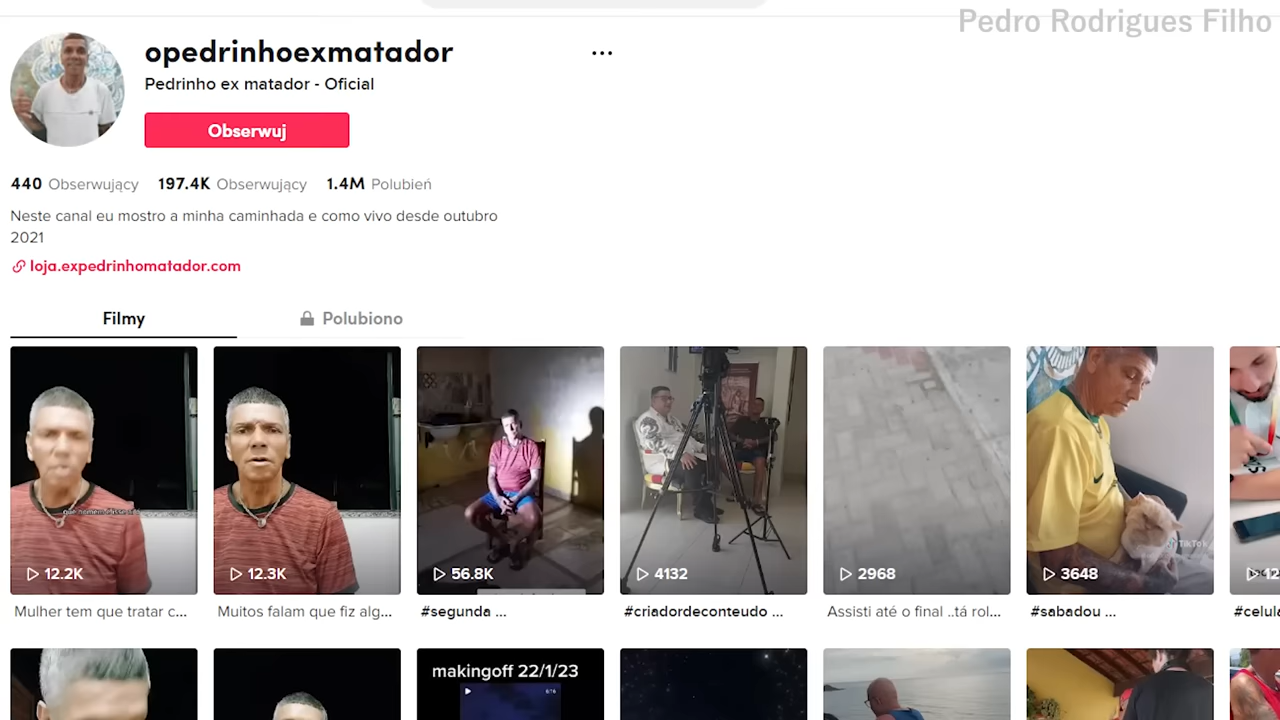 Pedro Rodrigues Filho
opedrinhoexmatador
Pedrinho ex matador - Oficial
Obserwuj
440 Obserwujący 197.4K Obserwujący 1.4M Polubień
Neste canal eu mostro a minha caminhada e como vivo desde outubro
2021
loja.expedrinhomatador.com
Filmy Polubiono
12.2K 12.3K 56.8K 4132 2968 TikTok 3648
Mulher tem que tratar c... Muitos falam que fiz alg... #segunda ... #criadordeconteudo ... Assisti até o final ..tá rol... #sabadou ... #celula
makingoff 22/1/23